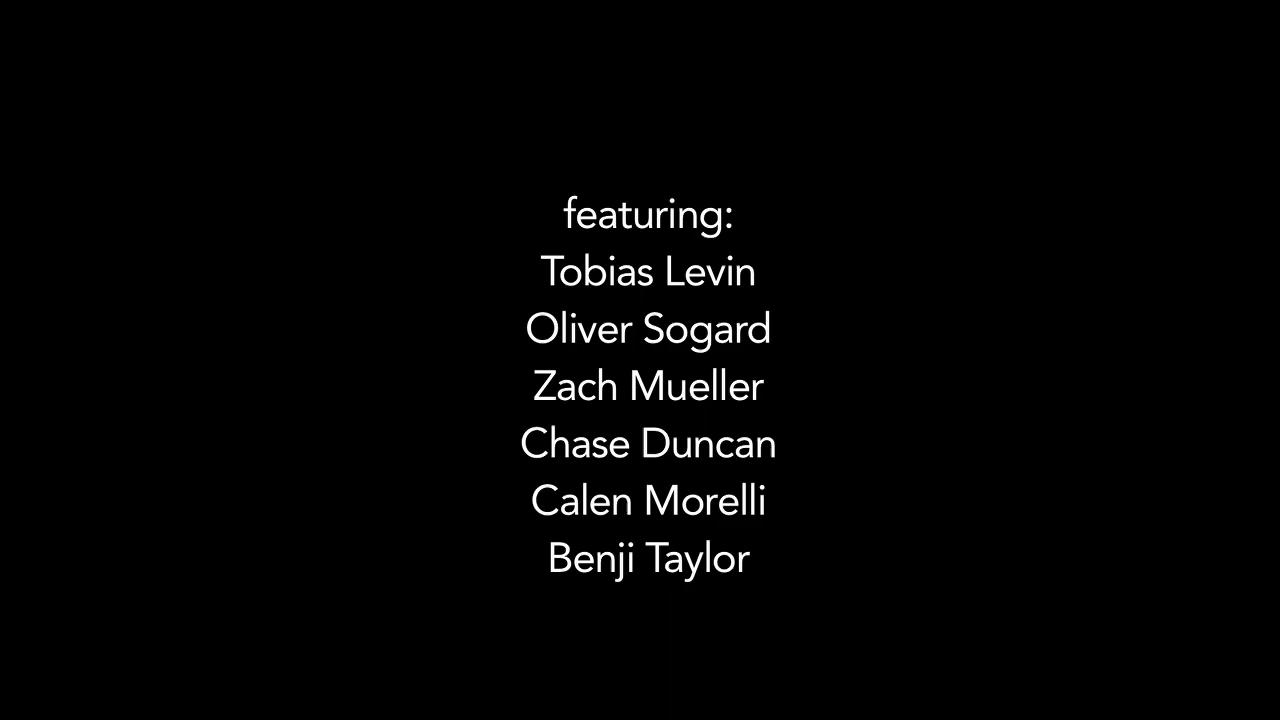 featuring:
Tobias Levin
Oliver Sogard
Zach Mueller
Chase Duncan
Calen Morelli
Benji Taylor